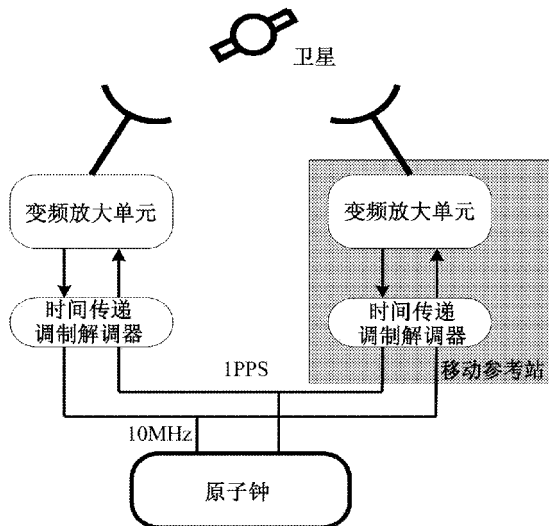 卫星
变频放大单元
变频放大单元
时间传递
调制解调器
时间传递
调制解调器
移动参考站
1PPS
10MHz
原子钟